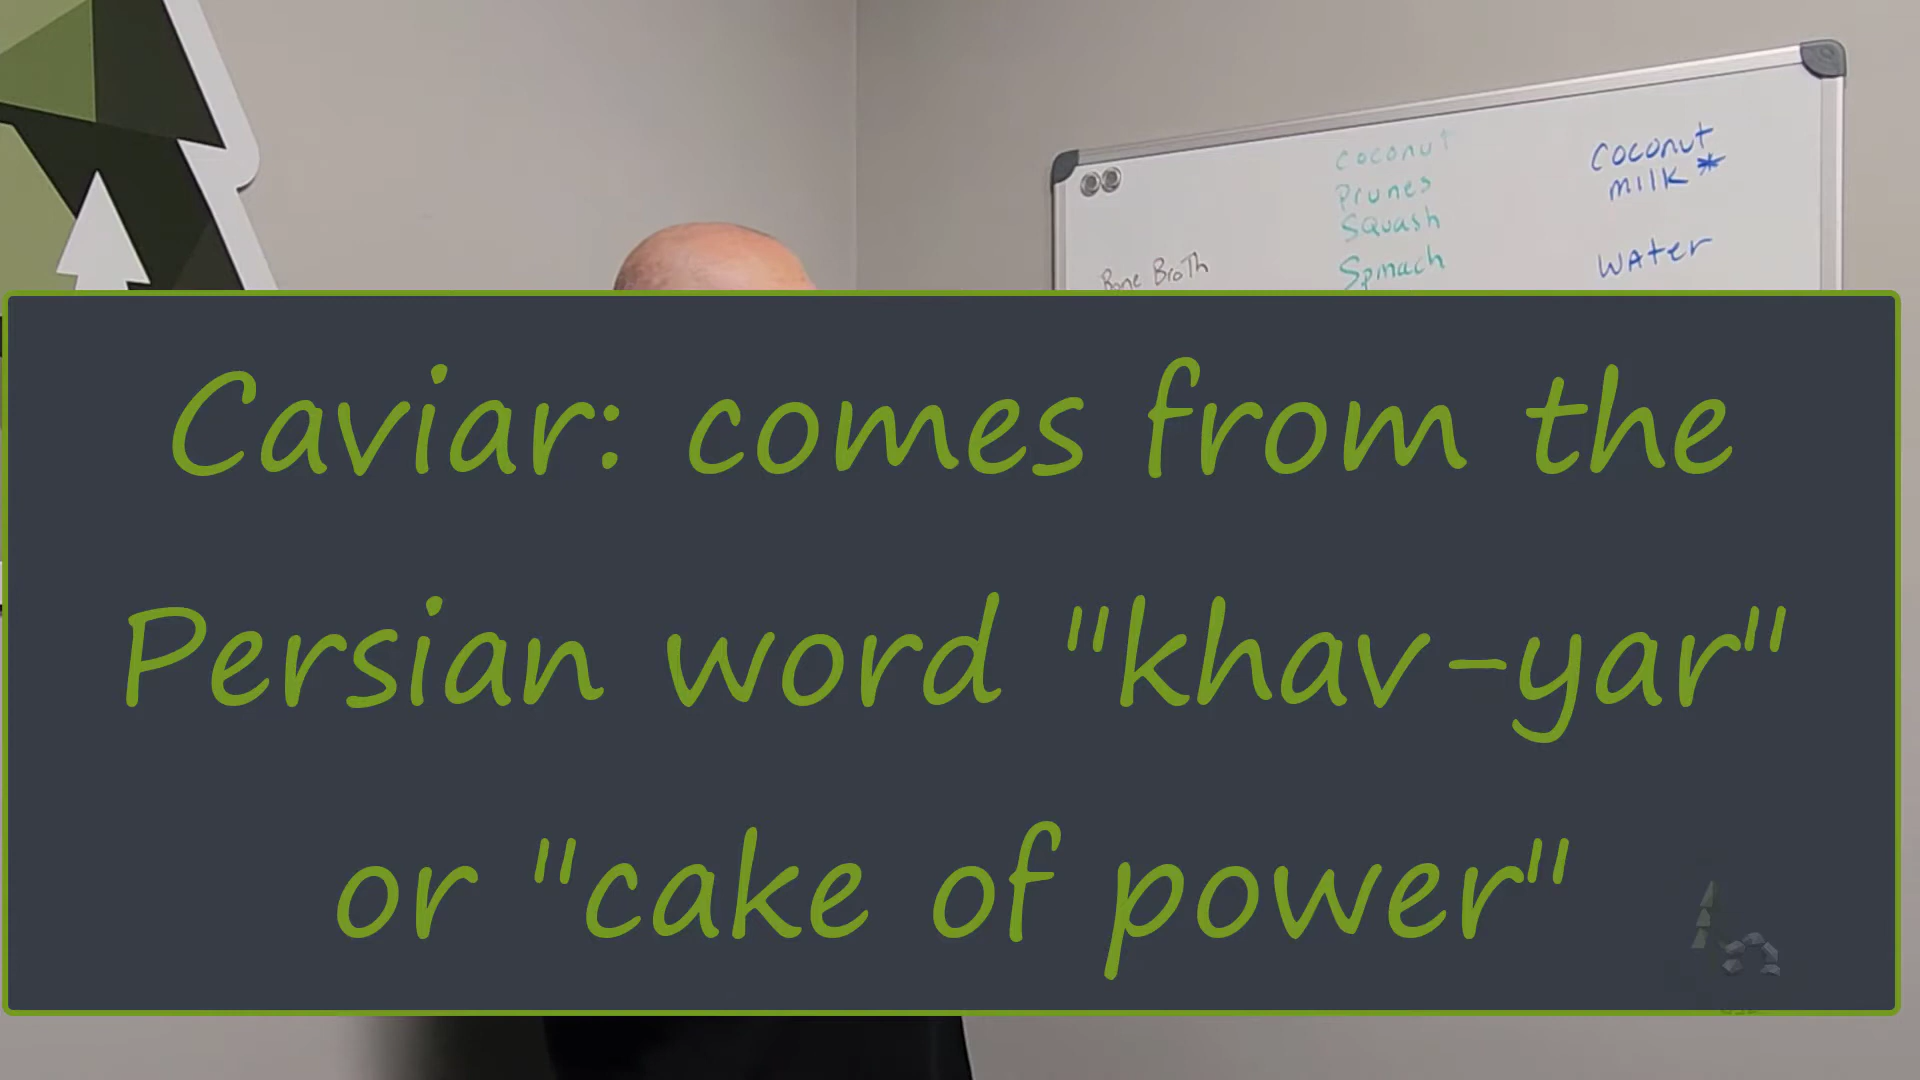 coconut
Prunes
Squash
Spinach
Bone Broth
coconut
milk *
water
Caviar: comes from the
Persian word "khav-yar"
or "cake of power"